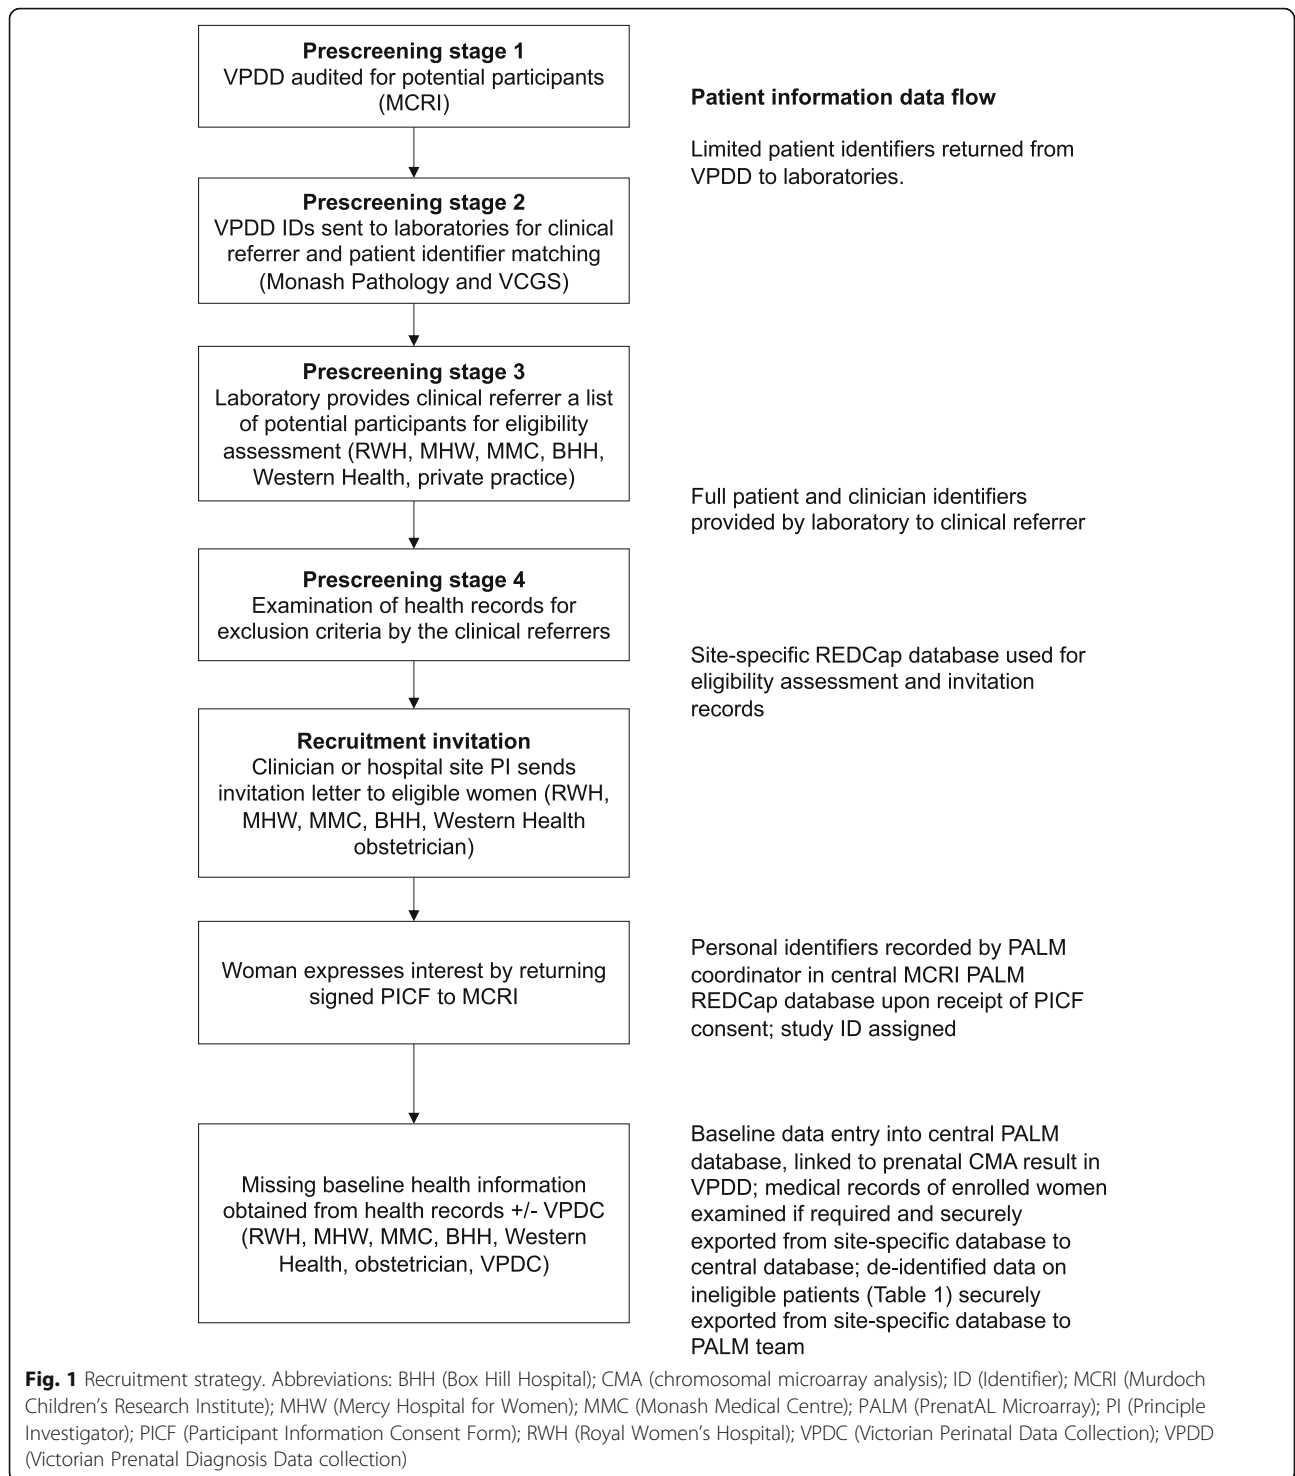 Prescreening stage 1
VPDD audited for potential participants
(MCRI)
Patient information data flow
Limited patient identifiers returned from
VPDD to laboratories.
Prescreening stage 2
VPDD IDs sent to laboratories for clinical
referrer and patient identifier matching
(Monash Pathology and VCGS)
Prescreening stage 3
Laboratory provides clinical referrer a list
of potential participants for eligibility
assessment (RWH, MHW, MMC, BHH,
Western Health, private practice)
Full patient and clinician identifiers
provided by laboratory to clinical referrer
Prescreening stage 4
Examination of health records for
exclusion criteria by the clinical referrers
Site-specific REDCap database used for
eligibility assessment and invitation
records
Recruitment invitation
Clinician or hospital site PI sends
invitation letter to eligible women (RWH,
MHW, MMC, BHH, Western Health
obstetrician)
Woman expresses interest by returning
signed PICF to MCRI
Personal identifiers recorded by PALM
coordinator in central MCRI PALM
REDCap database upon receipt of PICF
consent; study ID assigned
Missing baseline health information
obtained from health records +/- VPDC
(RWH, MHW, MMC, BHH, Western
Health, obstetrician, VPDC)
Baseline data entry into central PALM
database, linked to prenatal CMA result in
VPDD; medical records of enrolled women
examined if required and securely
exported from site-specific database to
central database; de-identified data on
ineligible patients (Table 1) securely
exported from site-specific database to
PALM team
Fig. 1 Recruitment strategy. Abbreviations: BHH (Box Hill Hospital); CMA (chromosomal microarray analysis); ID (Identifier); MCRI (Murdoch
Children's Research Institute); MHW (Mercy Hospital for Women); MMC (Monash Medical Centre); PALM (PrenatAL Microarray); PI (Principle
Investigator); PICF (Participant Information Consent Form); RWH (Royal Women's Hospital); VPDC (Victorian Perinatal Data Collection); VPDD
(Victorian Prenatal Diagnosis Data collection)